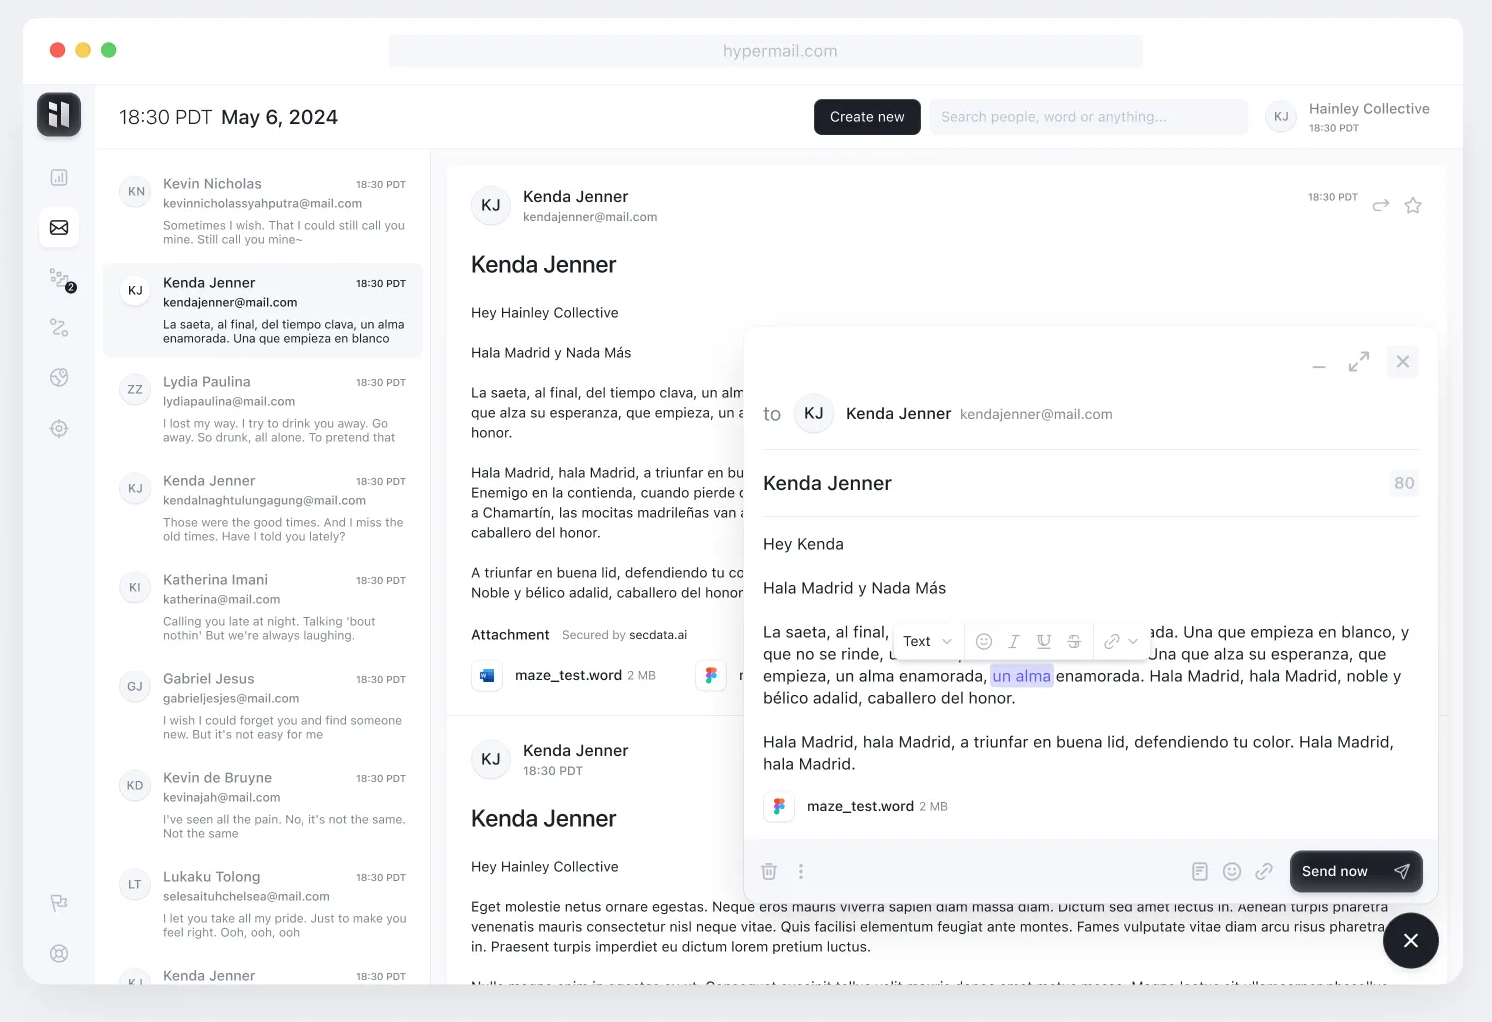 hypermail.com
18:30 PDT May 6, 2024
Create new
Search people, word or anything...
KJ
Hainley Collective
18:30 PDT
2
KN
Kevin Nicholas
18:30 PDT
kevinnicholassyahputra@mail.com
Sometimes I wish. That I could still call you
mine. Still call you mine~
KJ
Kenda Jenner
18:30 PDT
kendajenner@mail.com
La saeta, al final, del tiempo clava, un alma
enamorada. Una que empieza en blanco
ZZ
Lydia Paulina
18:30 PDT
lydiapaulina@mail.com
I lost my way. I try to drink you away. Go
away. So drunk, all alone. To pretend that
KJ
Kenda Jenner
18:30 PDT
kendalnaghtulungagung@mail.com
Those were the good times. And I miss the
old times. Have I told you lately?
KI
Katherina Imani
18:30 PDT
katherina@mail.com
Calling you late at night. Talking 'bout
nothin' But we're always laughing.
GJ
Gabriel Jesus
18:30 PDT
gabrieljesjes@mail.com
I wish I could forget you and find someone
new. But it's not easy for me
KD
Kevin de Bruyne
18:30 PDT
kevinajah@mail.com
I've seen all the pain. No, it's not the same.
Not the same
LT
Lukaku Tolong
18:30 PDT
selesaituhchelsea@mail.com
I let you take all my pride. Just to make you
feel right. Ooh, ooh, ooh
KJ
Kenda Jenner
18:30 PDT
KJ
Kenda Jenner
kendajenner@mail.com
18:30 PDT
Kenda Jenner
Hey Hainley Collective
Hala Madrid y Nada Más
La saeta, al final, del tiempo clava, un alm
que alza su esperanza, que empieza, un a
honor.
Hala Madrid, hala Madrid, a triunfar en bu
Enemigo en la contienda, cuando pierde
a Chamartín, las mocitas madrileñas van a
caballero del honor.
A triunfar en buena lid, defendiendo tu co
Noble y bélico adalid, caballero del honor
Attachment Secured by secdata.ai
maze_test.word 2 MB
KJ
Kenda Jenner
18:30 PDT
Kenda Jenner
Hey Hainley Collective
Eget molestie netus ornare egestas. Neque eros mauris viverra sapien diam massa diam. Dictum sed amet lectus in. Aenean turpis pharetra
venenatis mauris consectetur nisl neque vitae. Quis facilisi elementum feugiat ante montes. Fames vulputate vitae diam arcu risus pharetra
in. Praesent turpis imperdiet eu dictum lorem pretium luctus.
to KJ Kenda Jenner kendajenner@mail.com
Kenda Jenner
80
Hey Kenda
Hala Madrid y Nada Más
La saeta, al final, ada. Una que empieza en blanco, y
que no se rinde, Una que alza su esperanza, que
empieza, un alma enamorada, un alma enamorada. Hala Madrid, hala Madrid, noble y
bélico adalid, caballero del honor.
Text
Hala Madrid, hala Madrid, a triunfar en buena lid, defendiendo tu color. Hala Madrid,
hala Madrid.
maze_test.word 2 MB
Send now